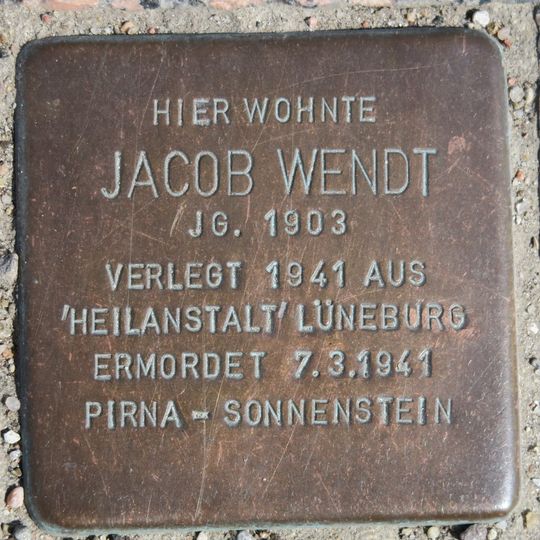 HIER WOHNTE
JACOB WENDT
JG. 1903
VERLEGT 1941 AUS
'HEILANSTALT' LÜNEBURG
ERMORDET 7.3.1941
PIRNA - SONNENSTEIN